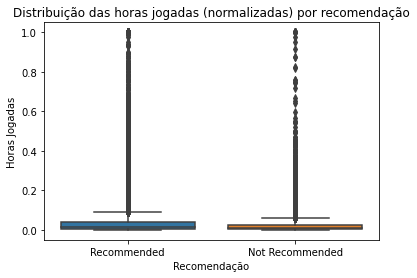 Distribuição das horas jogadas (normalizadas) por recomendação
Horas Jogadas
1.0
0.8
0.6
0.4
0.2
0.0
Recommended
Not Recommended
Recomendação